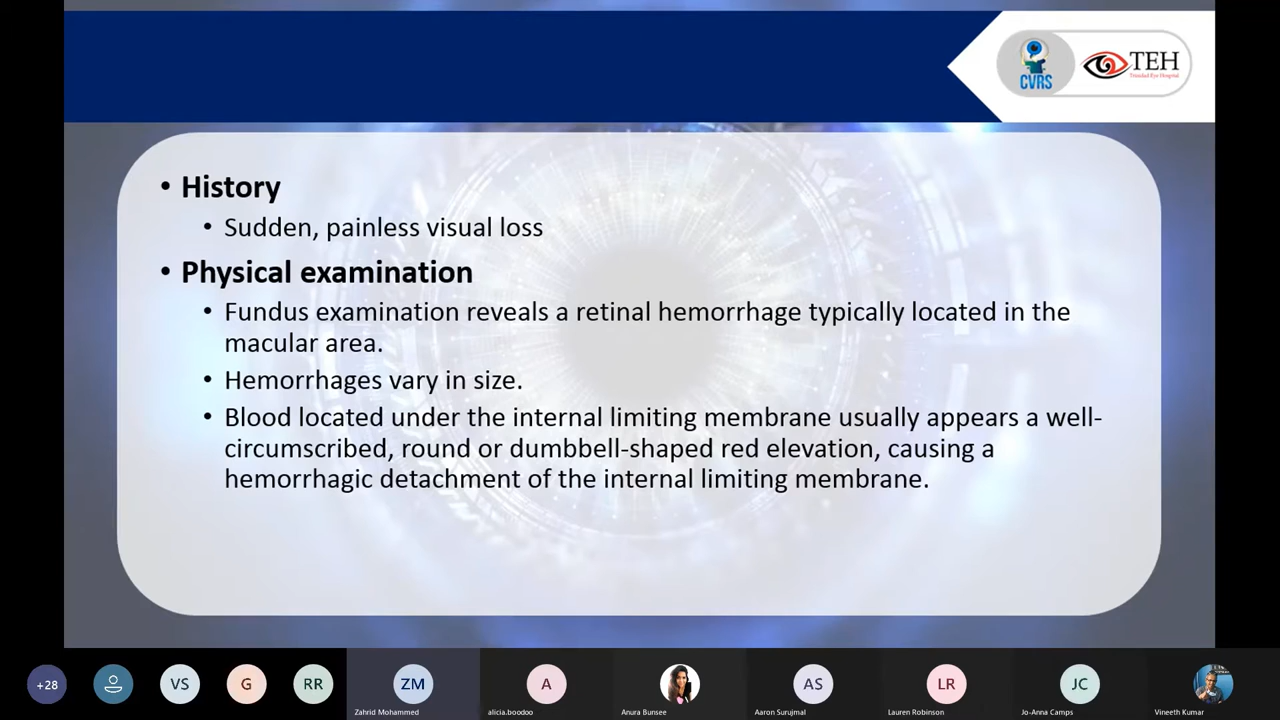 CVRS
TEH
Trinidad Eye Hospital
• History
• Sudden, painless visual loss
• Physical examination
• Fundus examination reveals a retinal hemorrhage typically located in the
macular area.
• Hemorrhages vary in size.
• Blood located under the internal limiting membrane usually appears a well-
circumscribed, round or dumbbell-shaped red elevation, causing a
hemorrhagic detachment of the internal limiting membrane.
+28
VS
G
RR
ZM
A
AS
LR
JC
Zahrid Mohammed
alicia.boodoo
Anura Bunsee
Aaron Surujmal
Lauren Robinson
Jo-Anna Camps
Vineeth Kumar